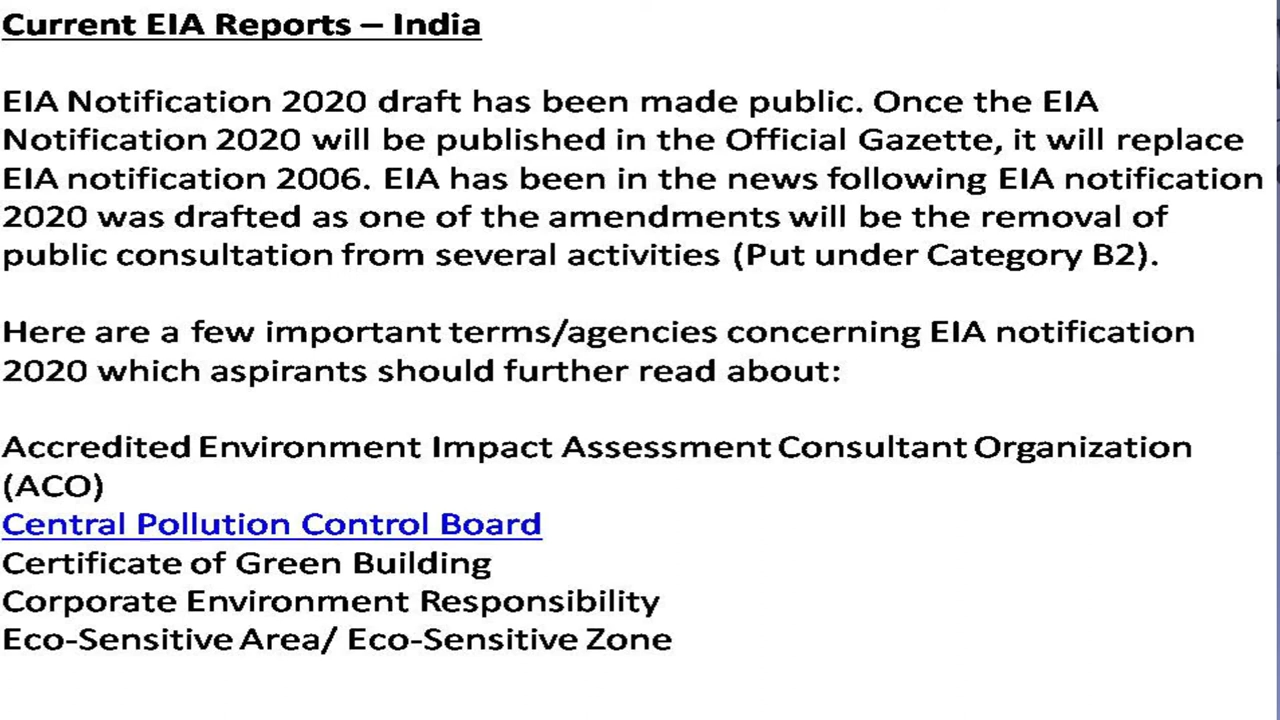 Current EIA Reports – India
EIA Notification 2020 draft has been made public. Once the EIA
Notification 2020 will be published in the Official Gazette, it will replace
EIA notification 2006. EIA has been in the news following EIA notification
2020 was drafted as one of the amendments will be the removal of
public consultation from several activities (Put under Category B2).
Here are a few important terms/agencies concerning EIA notification
2020 which aspirants should further read about:
Accredited Environment Impact Assessment Consultant Organization
(ACO)
Central Pollution Control Board
Certificate of Green Building
Corporate Environment Responsibility
Eco-Sensitive Area/ Eco-Sensitive Zone